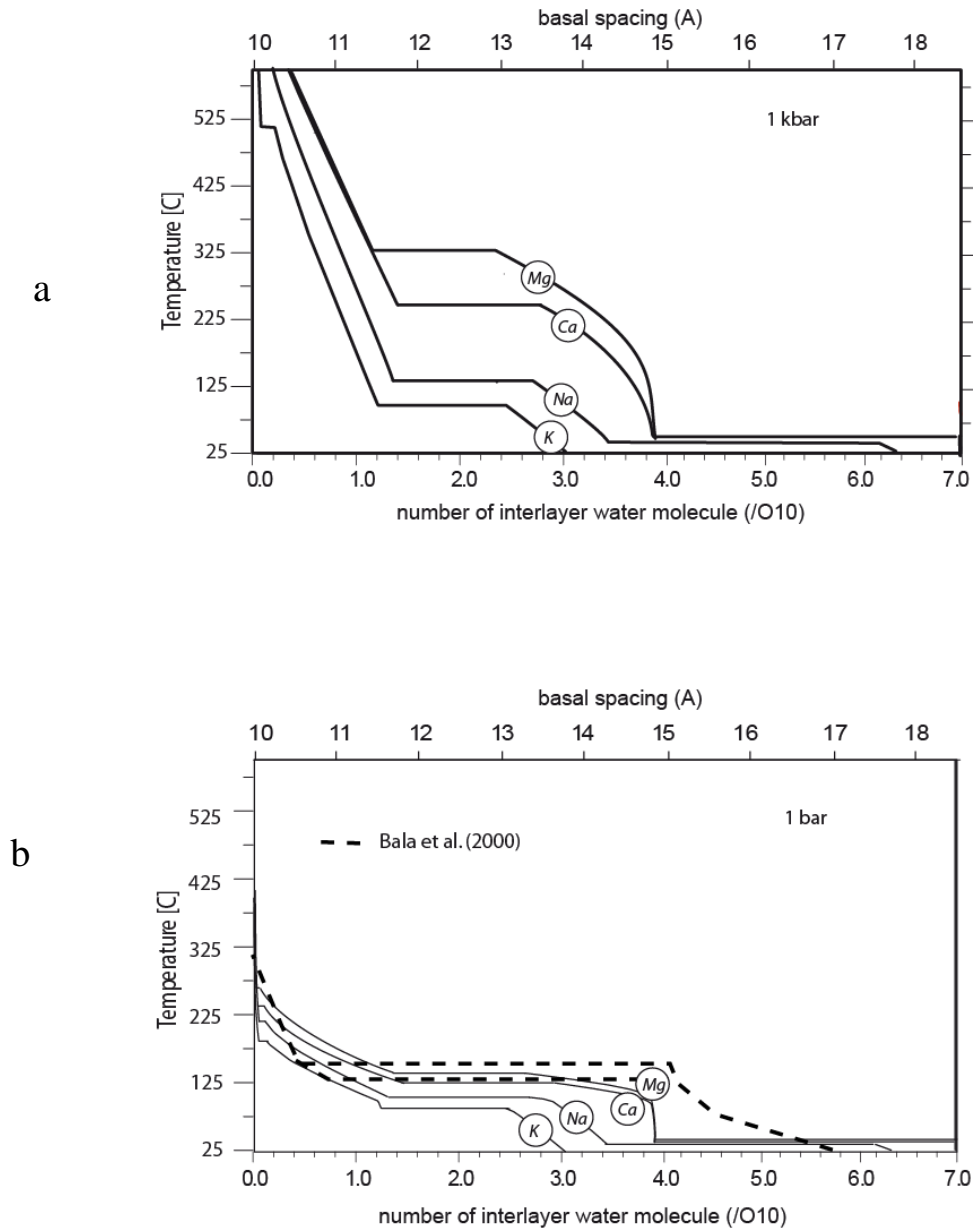 a
basal spacing (A)
10 11 12 13 14 15 16 17 18
1 kbar
Temperature [C]
525
425
325
225
125
25
Mg
Ca
Na
K
0.0 1.0 2.0 3.0 4.0 5.0 6.0 7.0
number of interlayer water molecule (/O10)
b
basal spacing (A)
10 11 12 13 14 15 16 17 18
1 bar
Bala et al. (2000)
Temperature [C]
525
425
325
225
125
25
Mg
Ca
Na
K
0.0 1.0 2.0 3.0 4.0 5.0 6.0 7.0
number of interlayer water molecule (/O10)